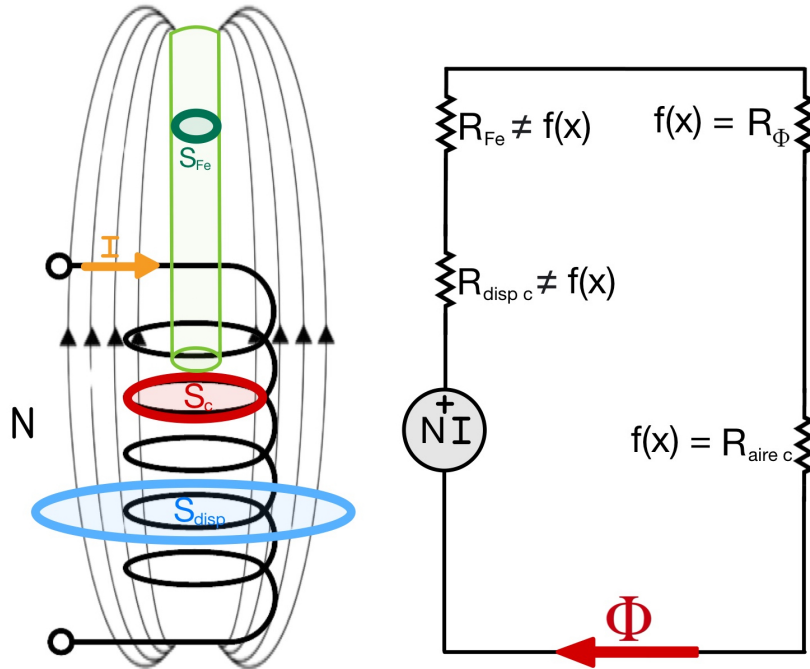 S_Fe
I
S_c
N
S_disp
R_Fe ≠ f(x)
f(x) = R_Φ
R_disp c ≠ f(x)
+
NI
f(x) = R_aire c
Φ